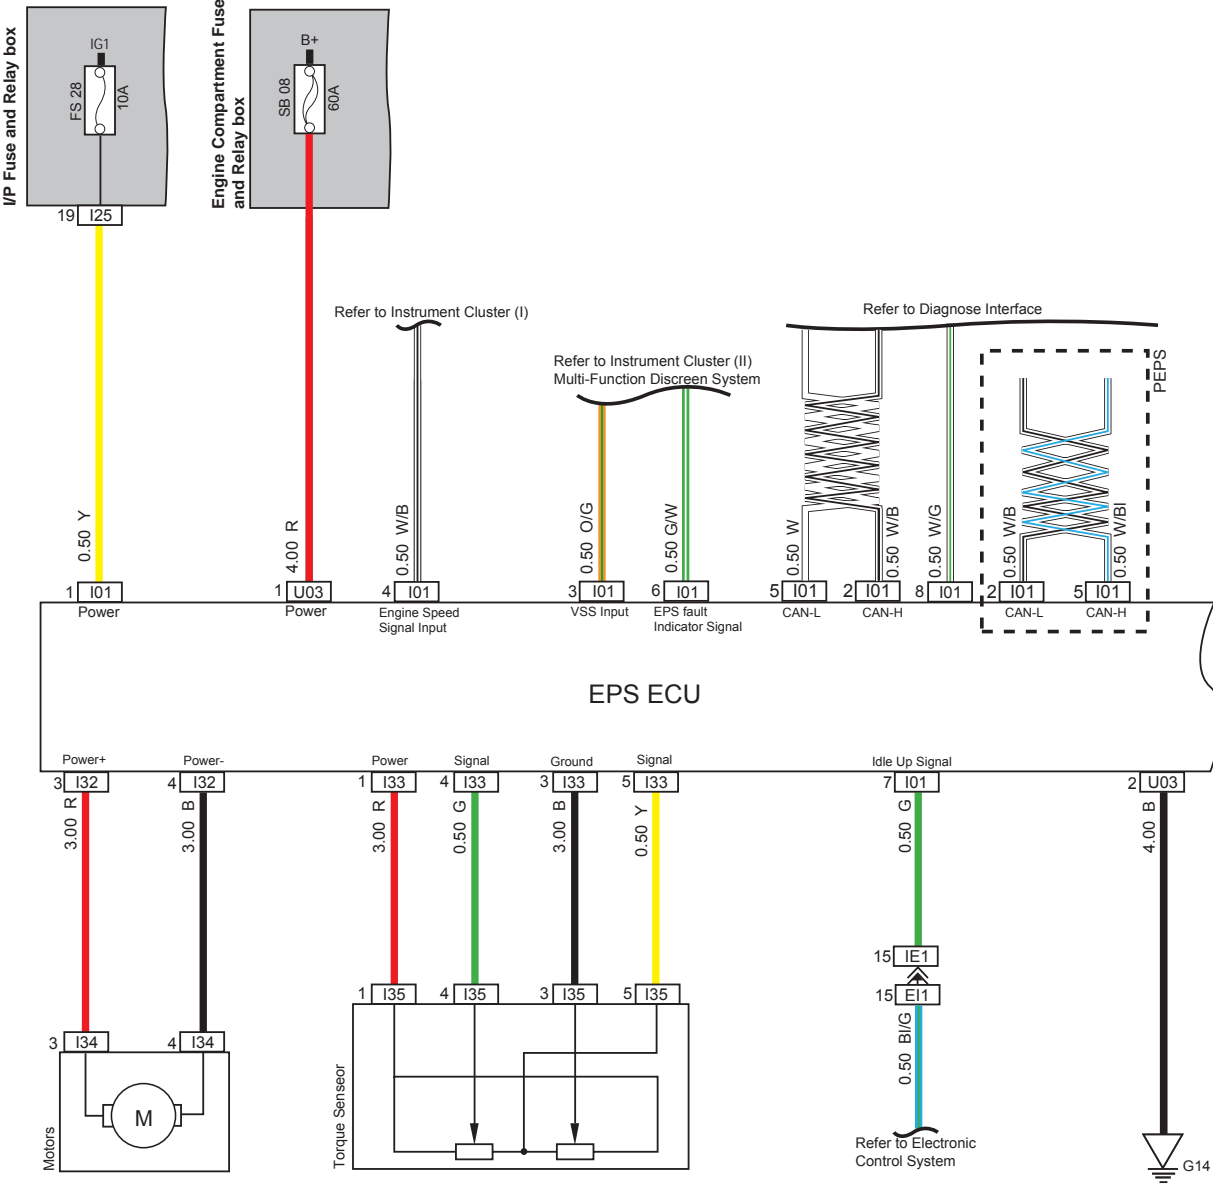 I/P Fuse and Relay box
IG1
FS 28
10A
19 I25
Engine Compartment Fuse
and Relay box
B+
SB 08
60A
Refer to Instrument Cluster (I)
Refer to Instrument Cluster (II)
Multi-Function Discreen System
Refer to Diagnose Interface
PEPS
0.50 Y
4.00 R
0.50 W/B
0.50 O/G
0.50 G/W
0.50 W
0.50 W/B
0.50 W/G
0.50 W/B
0.50 W/Bl
1 I01
1 U03
4 I01
3 I01
6 I01
5 I01
2 I01
8 I01
2 I01
5 I01
Power
Power
Engine Speed
Signal Input
VSS Input
EPS fault
Indicator Signal
CAN-L
CAN-H
CAN-L
CAN-H
EPS ECU
Power+
Power-
Power
Signal
Ground
Signal
Idle Up Signal
3 I32
4 I32
1 I33
4 I33
3 I33
5 I33
7 I01
2 U03
3.00 R
3.00 B
3.00 R
0.50 G
3.00 B
0.50 Y
0.50 G
4.00 B
15 IE1
15 EI1
1 I35
4 I35
3 I35
5 I35
3 I34
4 I34
0.50 Bl/G
M
Motors
Torque Senseor
Refer to Electronic
Control System
G14